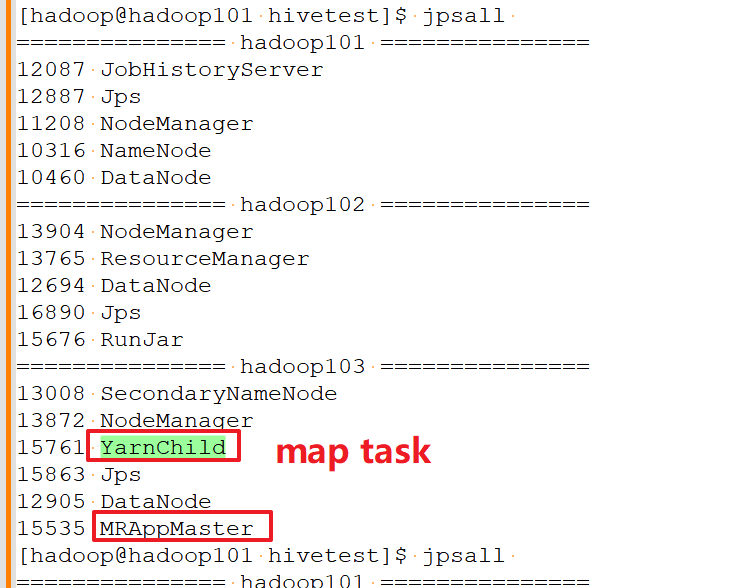 [hadoop@hadoop101 hivetest]$ jpsall
=============== hadoop101 ===============
12087 JobHistoryServer
12887 Jps
11208 NodeManager
10316 NameNode
10460 DataNode
=============== hadoop102 ===============
13904 NodeManager
13765 ResourceManager
12694 DataNode
16890 Jps
15676 RunJar
=============== hadoop103 ===============
13008 SecondaryNameNode
13872 NodeManager
15761 YarnChild map task
15863 Jps
12905 DataNode
15535 MRAppMaster
[hadoop@hadoop101 hivetest]$ jpsall
=============== hadoop101 ===============